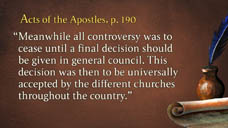 Acts of the Apostles, p. 190
“Meanwhile all controversy was to
cease until a final decision should
be given in general council. This
decision was then to be universally
accepted by the different churches
throughout the country.”